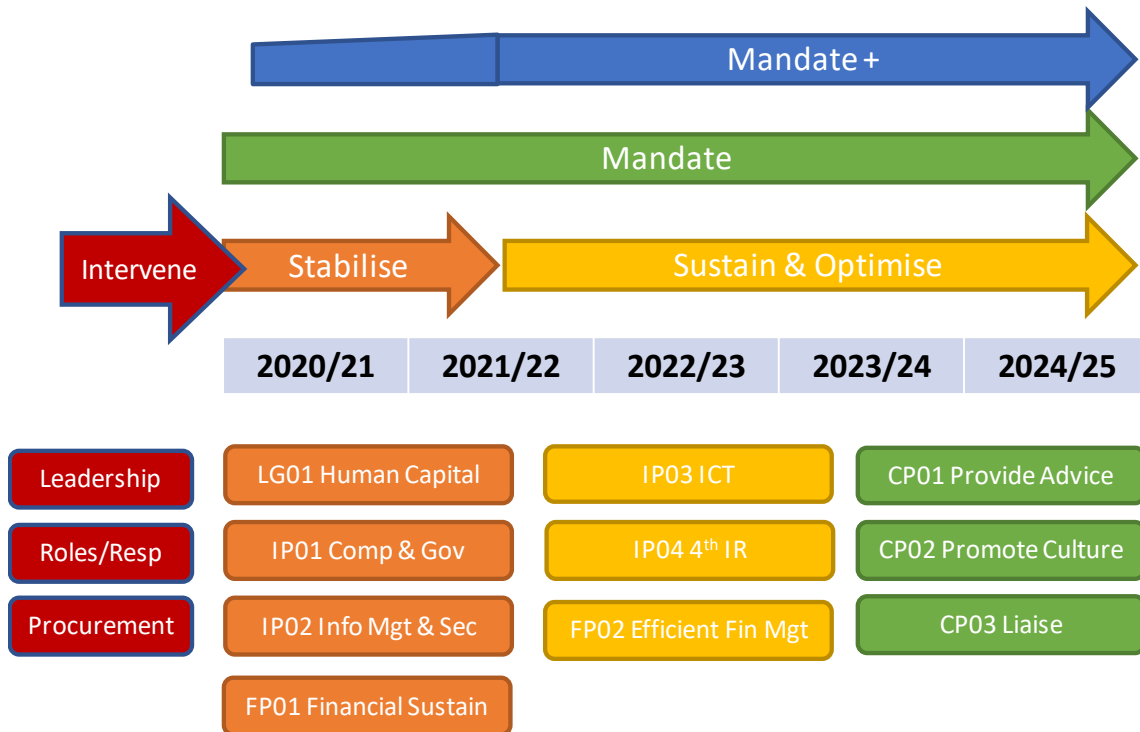 Mandate +
Mandate
Intervene
Stabilise
Sustain & Optimise
2020/21 2021/22 2022/23 2023/24 2024/25
Leadership LG01 Human Capital IP03 ICT CP01 Provide Advice
Roles/Resp IP01 Comp & Gov IP04 4th IR CP02 Promote Culture
Procurement IP02 Info Mgt & Sec FP02 Efficient Fin Mgt CP03 Liaise
FP01 Financial Sustain